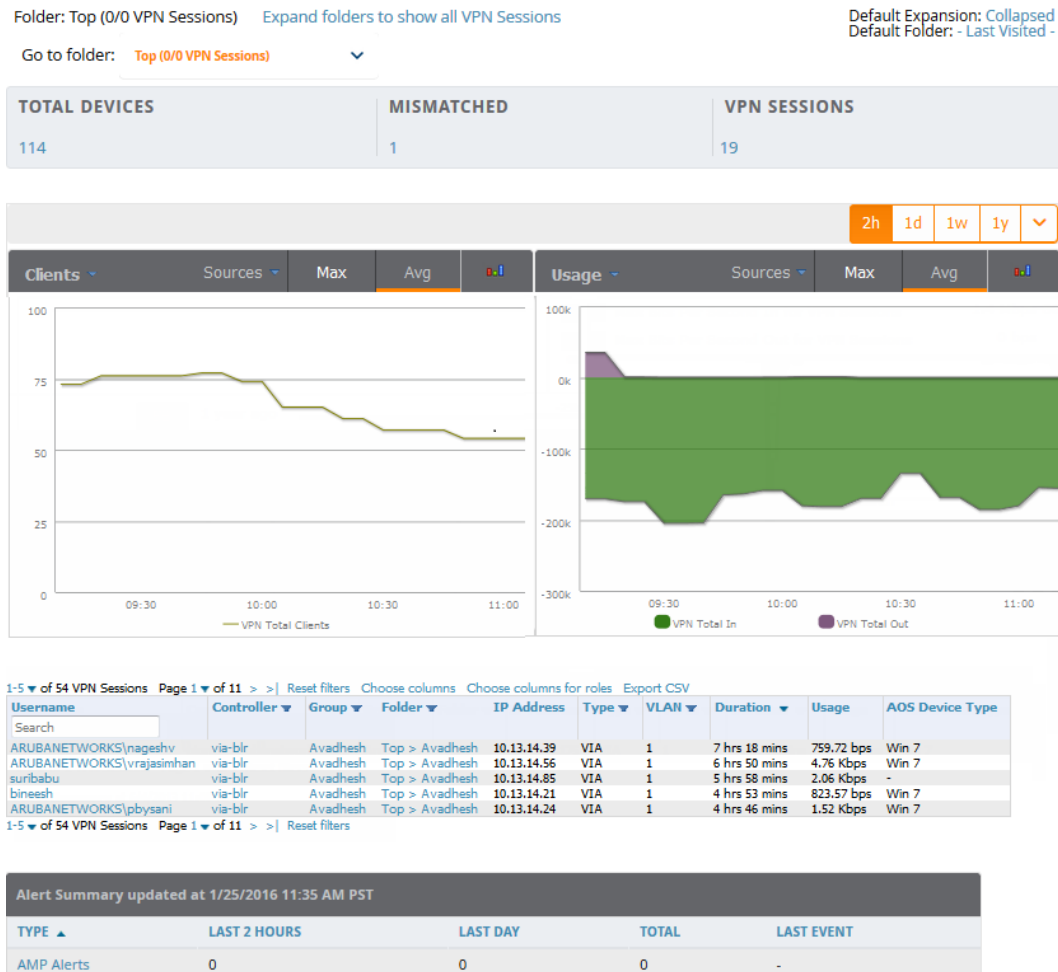 Folder: Top (0/0 VPN Sessions) Expand folders to show all VPN Sessions
Default Expansion: Collapsed
Default Folder: - Last Visited -
Go to folder: Top (0/0 VPN Sessions)
TOTAL DEVICES MISMATCHED VPN SESSIONS
114 1 19
2h 1d 1w 1y
Clients Sources Max Avg Usage Sources Max Avg
100
75
50
25
0
09:30 10:00 10:30 11:00
VPN Total Clients
100k
0k
-100k
-200k
-300k
09:30 10:00 10:30 11:00
VPN Total In VPN Total Out
1-5 of 54 VPN Sessions Page 1 of 11 > >| Reset filters Choose columns Choose columns for roles Export CSV
Username Controller Group Folder IP Address Type VLAN Duration Usage AOS Device Type
Search
ARUBANETWORKS\nageshv via-blr Avadhesh Top > Avadhesh 10.13.14.39 VIA 1 7 hrs 18 mins 759.72 bps Win 7
ARUBANETWORKS\vrajasimhan via-blr Avadhesh Top > Avadhesh 10.13.14.56 VIA 1 6 hrs 50 mins 4.76 Kbps Win 7
suribabu via-blr Avadhesh Top > Avadhesh 10.13.14.85 VIA 1 5 hrs 58 mins 2.06 Kbps -
bineesh via-blr Avadhesh Top > Avadhesh 10.13.14.21 VIA 1 4 hrs 53 mins 823.57 bps Win 7
ARUBANETWORKS\pbysani via-blr Avadhesh Top > Avadhesh 10.13.14.24 VIA 1 4 hrs 46 mins 1.52 Kbps Win 7
1-5 of 54 VPN Sessions Page 1 of 11 > >| Reset filters
Alert Summary updated at 1/25/2016 11:35 AM PST
TYPE LAST 2 HOURS LAST DAY TOTAL LAST EVENT
AMP Alerts 0 0 0 -